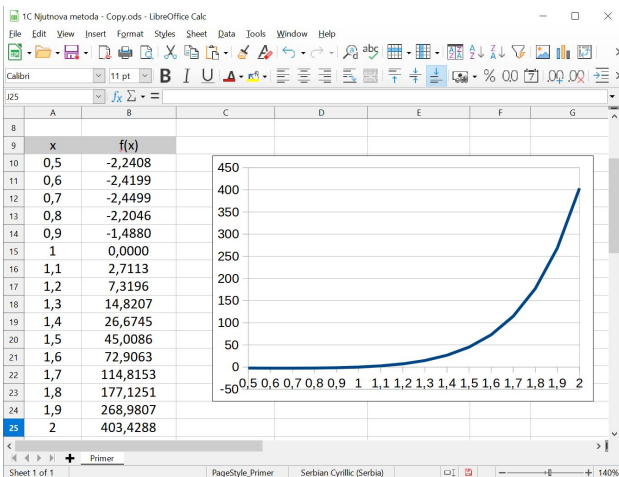 1C Njutnova metoda - Copy.ods - LibreOffice Calc
File Edit View Insert Format Styles Sheet Data Tools Window Help
Calibri 11 pt B I U A % 0.0
J25 fx Σ =
A B C D E F G
8
9 x f(x)
10 0,5 -2,2408
11 0,6 -2,4199
12 0,7 -2,4499
13 0,8 -2,2046
14 0,9 -1,4880
15 1 0,0000
16 1,1 2,7113
17 1,2 7,3196
18 1,3 14,8207
19 1,4 26,6745
20 1,5 45,0086
21 1,6 72,9063
22 1,7 114,8153
23 1,8 177,1251
24 1,9 268,9807
25 2 403,4288
450
400
350
300
250
200
150
100
50
0
-50
0,5 0,6 0,7 0,8 0,9 1 1,1 1,2 1,3 1,4 1,5 1,6 1,7 1,8 1,9 2
Primer
Sheet 1 of 1 PageStyle_Primer Serbian Cyrillic (Serbia) 140%